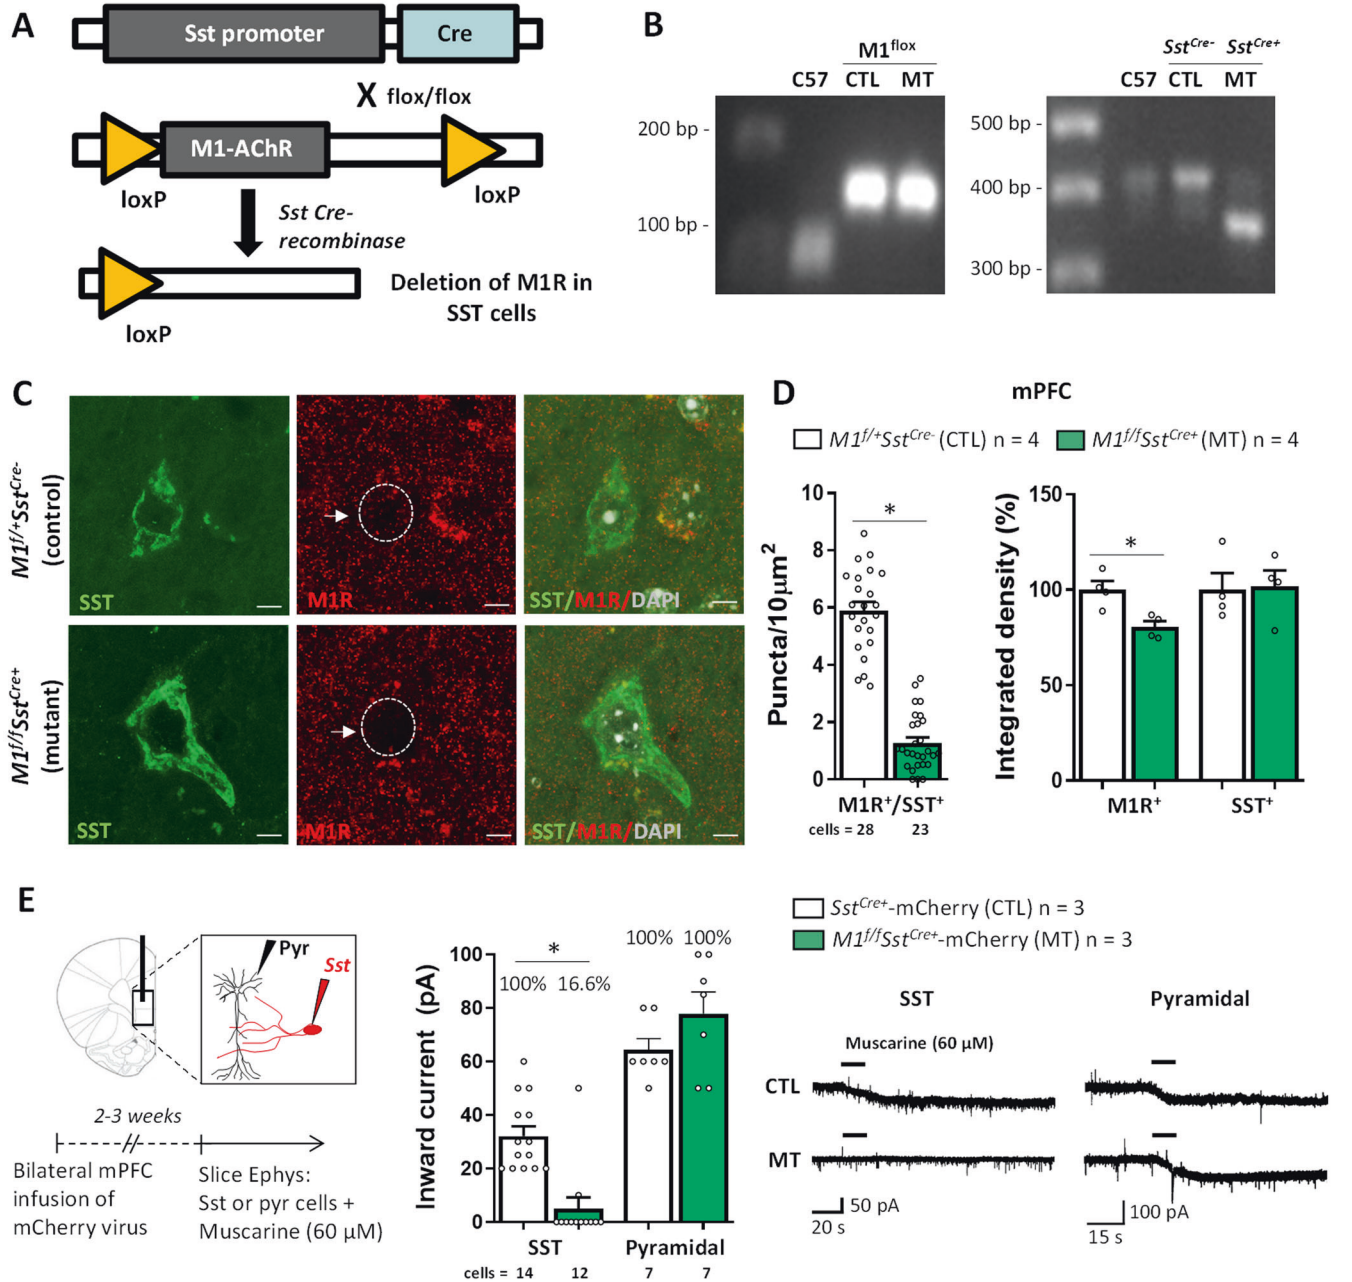 A
Sst promoter
Cre
X flox/flox
M1-AChR
loxP
loxP
Sst Cre-
recombinase
loxP
Deletion of M1R in
SST cells
B
M1flox
C57 CTL MT
200 bp -
100 bp -
SstCre- SstCre+
C57 CTL MT
500 bp -
400 bp -
300 bp -
C
M1f/+SstCre-
(control)
SST
M1R
SST/M1R/DAPI
M1f/fSstCre+
(mutant)
SST
M1R
SST/M1R/DAPI
D
mPFC
M1f/+SstCre- (CTL) n = 4
M1f/fSstCre+ (MT) n = 4
Puncta/10µm2
10
8
6
4
2
0
*
M1R+/SST+
cells = 28 23
Integrated density (%)
150
100
50
0
*
M1R+
SST+
E
Pyr
Sst
2-3 weeks
Bilateral mPFC
infusion of
mCherry virus
Slice Ephys:
Sst or pyr cells +
Muscarine (60 µM)
Inward current (pA)
100
80
60
40
20
0
*
100% 16.6%
100% 100%
SST
Pyramidal
cells = 14 12 7 7
SstCre+-mCherry (CTL) n = 3
M1f/fSstCre+-mCherry (MT) n = 3
SST
Pyramidal
Muscarine (60 µM)
CTL
MT
50 pA
20 s
100 pA
15 s